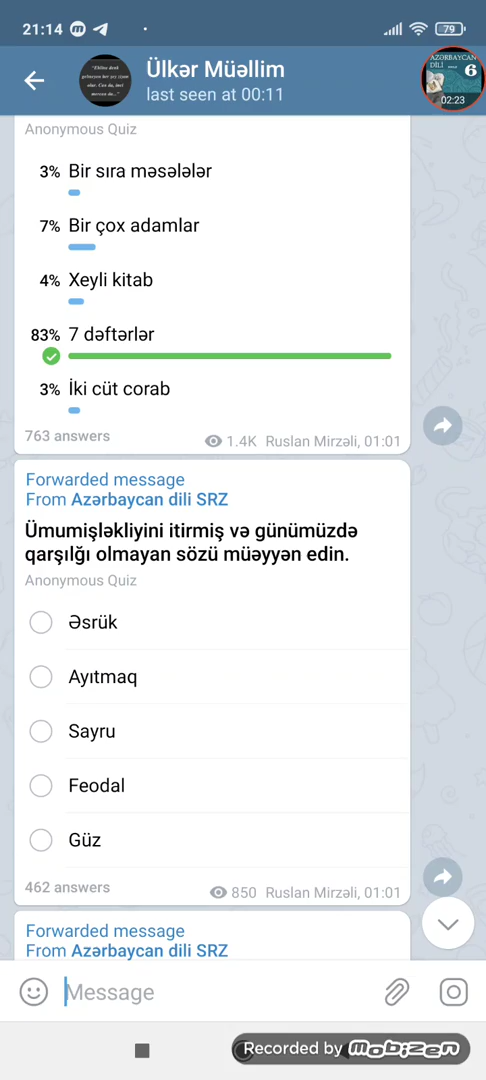 21:14
79
Ülkər Müəllim
last seen at 00:11
AZƏRBAYCAN
DİLİ
6
02:23
Anonymous Quiz
3% Bir sıra məsələlər
7% Bir çox adamlar
4% Xeyli kitab
83% 7 dəftərlər
3% İki cüt corab
763 answers
1.4K Ruslan Mirzəli, 01:01
Forwarded message
From Azərbaycan dili SRZ
Ümumişləkliyini itirmiş və günümüzdə
qarşılğı olmayan sözü müəyyən edin.
Anonymous Quiz
Əsrük
Ayıtmaq
Sayru
Feodal
Güz
462 answers
850 Ruslan Mirzəli, 01:01
Forwarded message
From Azərbaycan dili SRZ
Message
Recorded by mobizen